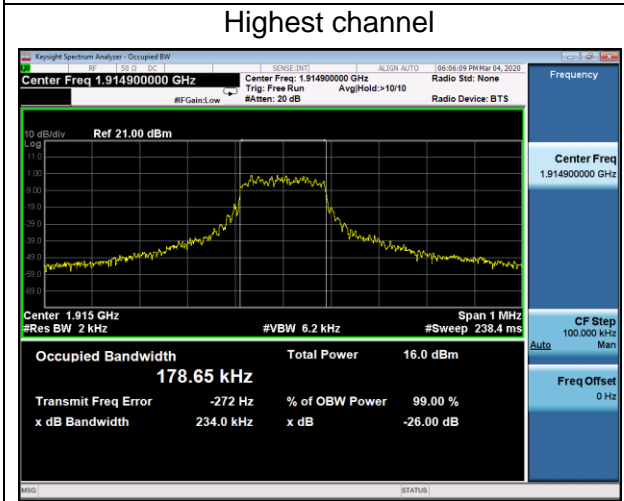 Highest channel
Keysight Spectrum Analyzer - Occupied BW
RF 50 Ω DC SENSE:INT ALIGN AUTO 06:06:09 PM Mar 04, 2020
Center Freq 1.914900000 GHz
Center Freq: 1.914900000 GHz
Radio Std: None
Trig: Free Run Avg|Hold:>10/10
#IFGain:Low #Atten: 20 dB Radio Device: BTS
Frequency
10 dB/div Ref 21.00 dBm
Log
11.0
1.00
-9.00
-19.0
-29.0
-39.0
-49.0
-59.0
-69.0
Center Freq
1.914900000 GHz
Center 1.915 GHz Span 1 MHz
#Res BW 2 kHz #VBW 6.2 kHz #Sweep 238.4 ms
CF Step
100.000 kHz
Auto Man
Occupied Bandwidth Total Power 16.0 dBm
178.65 kHz
Transmit Freq Error -272 Hz % of OBW Power 99.00 %
x dB Bandwidth 234.0 kHz x dB -26.00 dB
Freq Offset
0 Hz
MSG STATUS